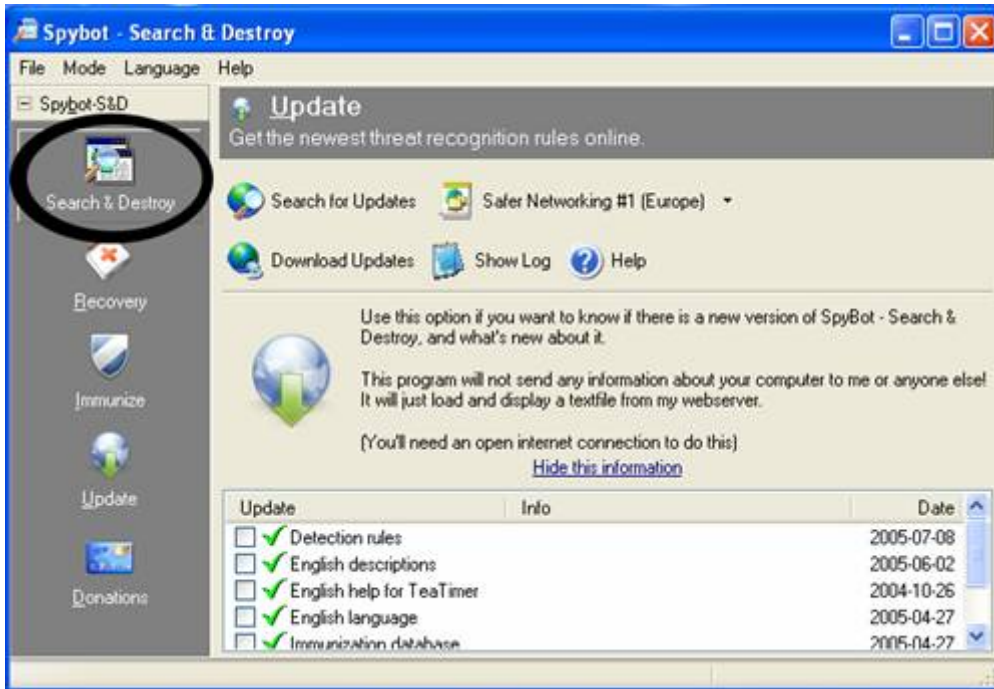 Spybot - Search & Destroy
File Mode Language Help
Spybot-S&D
Search & Destroy
Recovery
Immunize
Update
Donations
Update
Get the newest threat recognition rules online.
Search for Updates Safer Networking #1 (Europe)
Download Updates Show Log Help
Use this option if you want to know if there is a new version of SpyBot - Search &
Destroy, and what's new about it.
This program will not send any information about your computer to me or anyone else!
It will just load and display a textfile from my webserver.
(You'll need an open internet connection to do this)
Hide this information
Update Info Date
Detection rules 2005-07-08
English descriptions 2005-06-02
English help for TeaTimer 2004-10-26
English language 2005-04-27
Immunization database 2005-04-27